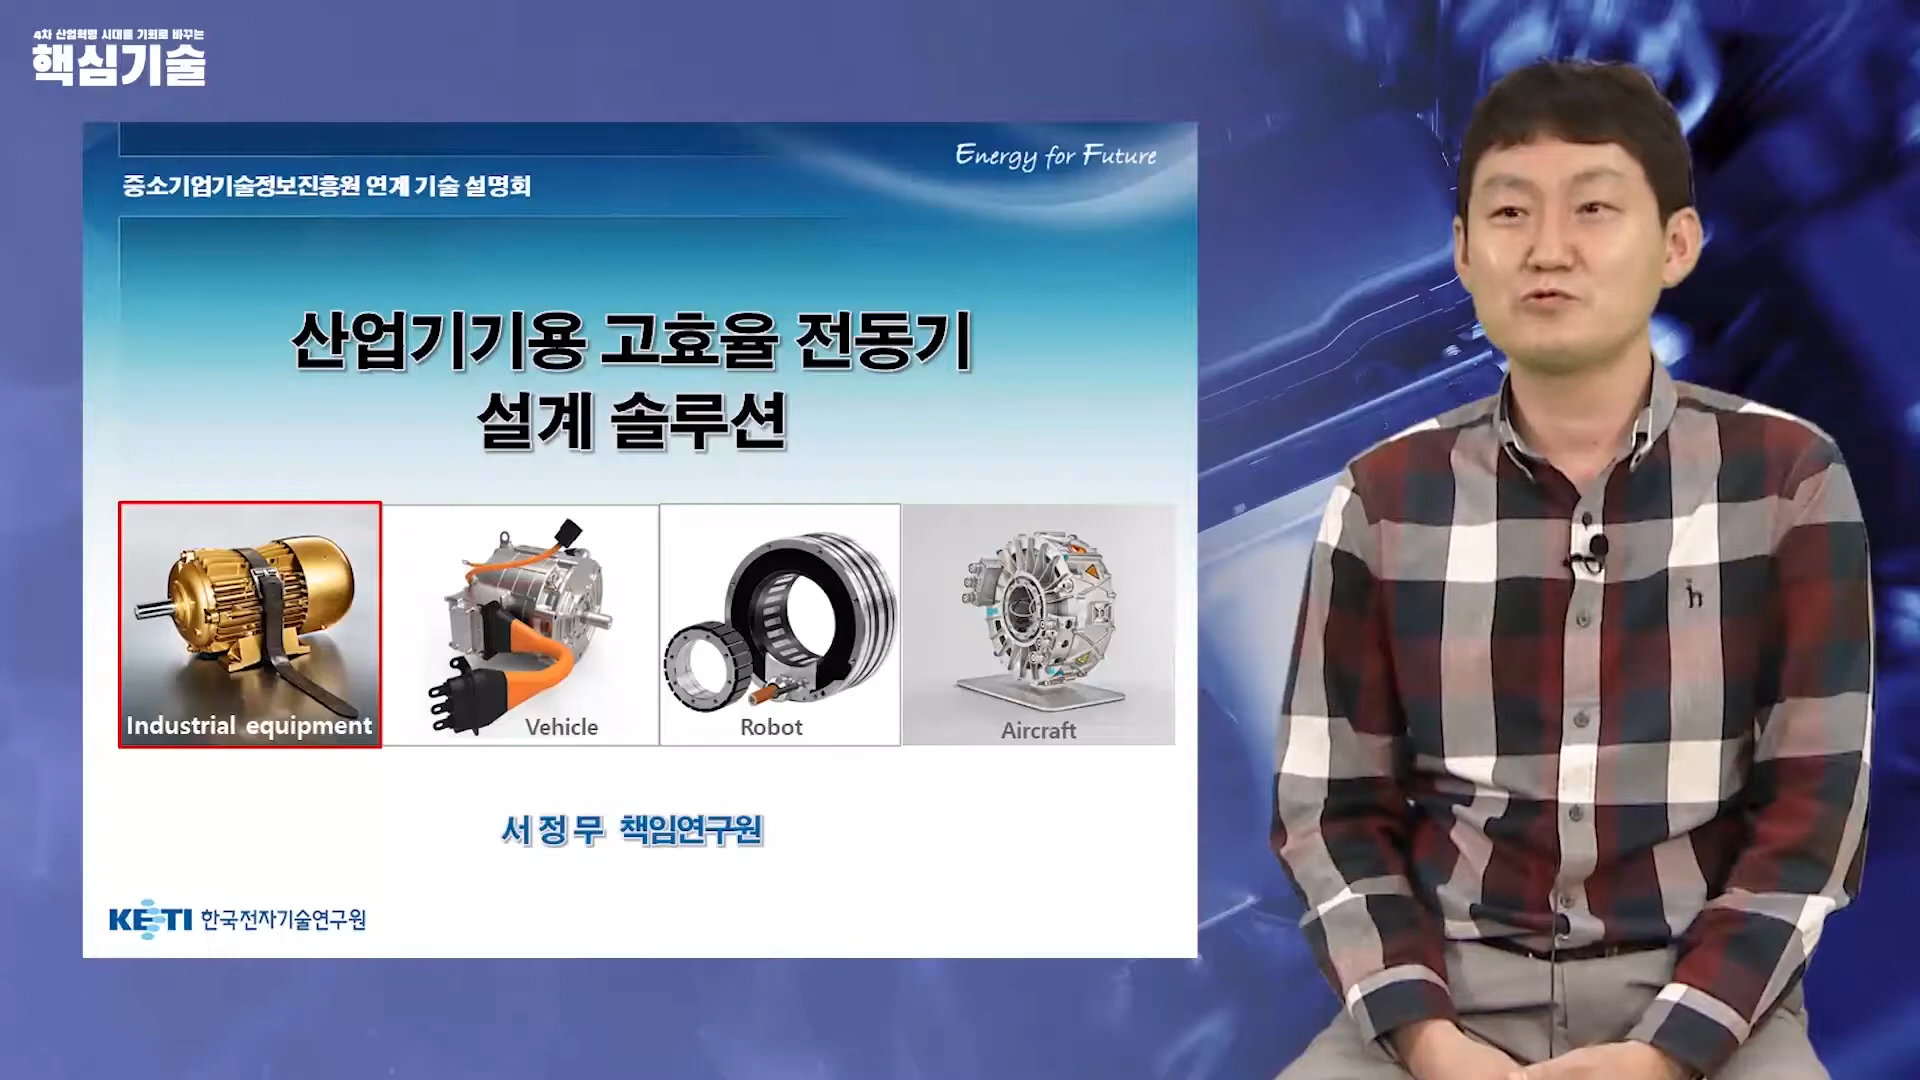 4차 산업혁명 시대를 기회로 바꾸는
핵심기술
Energy for Future
중소기업기술정보진흥원 연계 기술 설명회
산업기기용 고효율 전동기
설계 솔루션
Industrial equipment
Vehicle
Robot
Aircraft
서정무 책임연구원
KETI 한국전자기술연구원